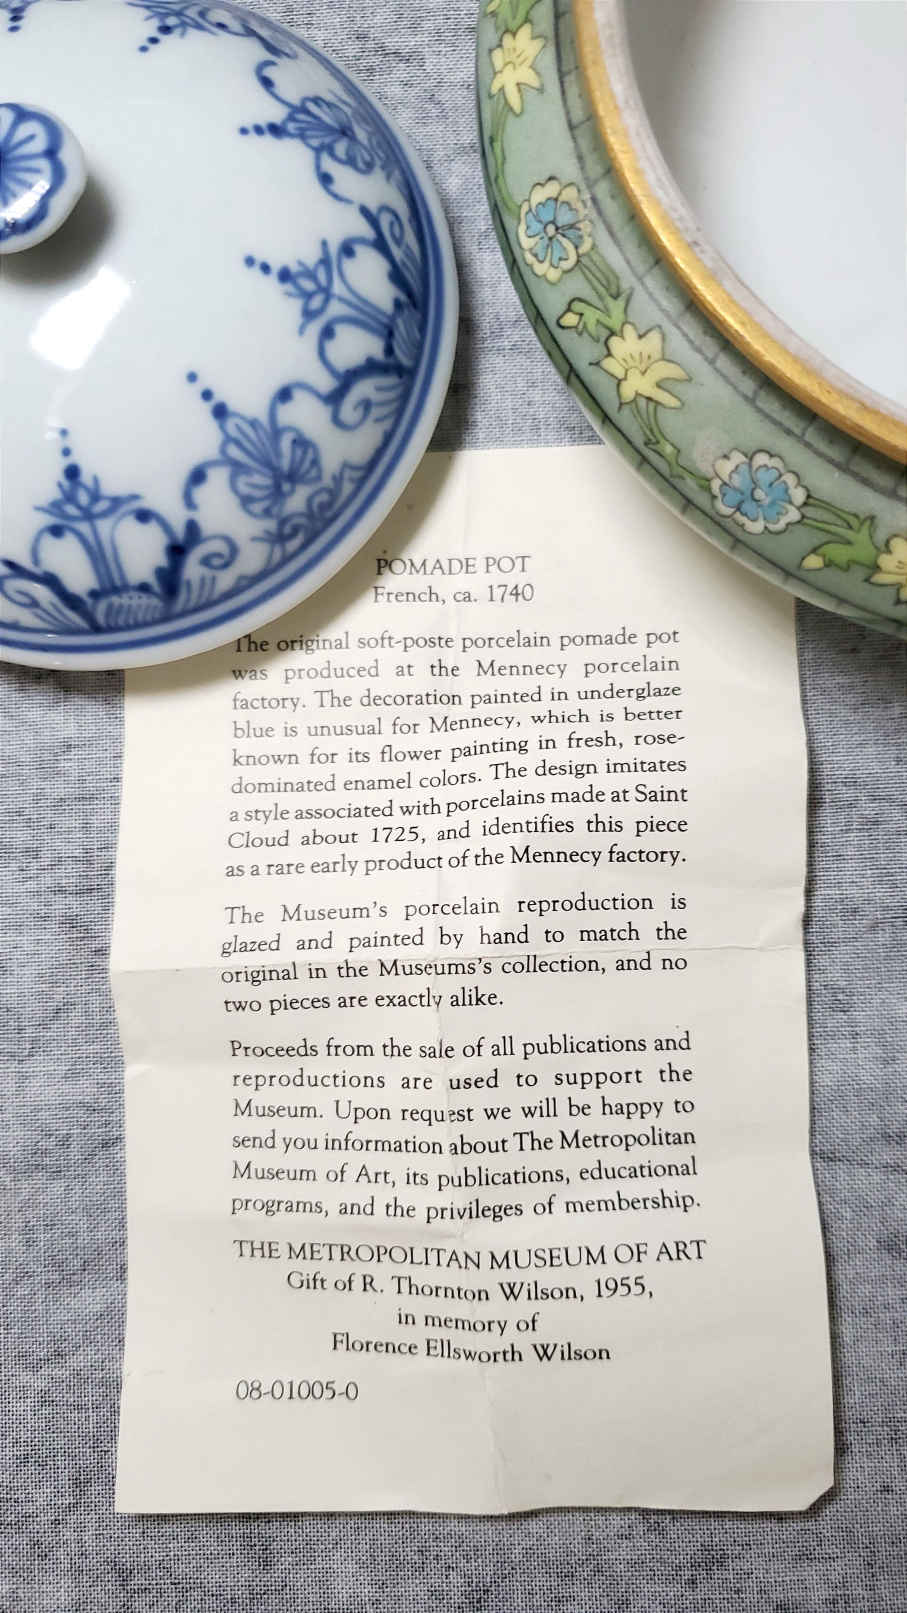 POMADE POT
French, ca. 1740
The original soft-poste porcelain pomade pot
was produced at the Mennecy porcelain
factory. The decoration painted in underglaze
blue is unusual for Mennecy, which is better
known for its flower painting in fresh, rose-
dominated enamel colors. The design imitates
a style associated with porcelains made at Saint
Cloud about 1725, and identifies this piece
as a rare early product of the Mennecy factory.
The Museum's porcelain reproduction is
glazed and painted by hand to match the
original in the Museums's collection, and no
two pieces are exactly alike.
Proceeds from the sale of all publications and
reproductions are used to support the
Museum. Upon request we will be happy to
send you information about The Metropolitan
Museum of Art, its publications, educational
programs, and the privileges of membership.
THE METROPOLITAN MUSEUM OF ART
Gift of R. Thornton Wilson, 1955,
in memory of
Florence Ellsworth Wilson
08-01005-0